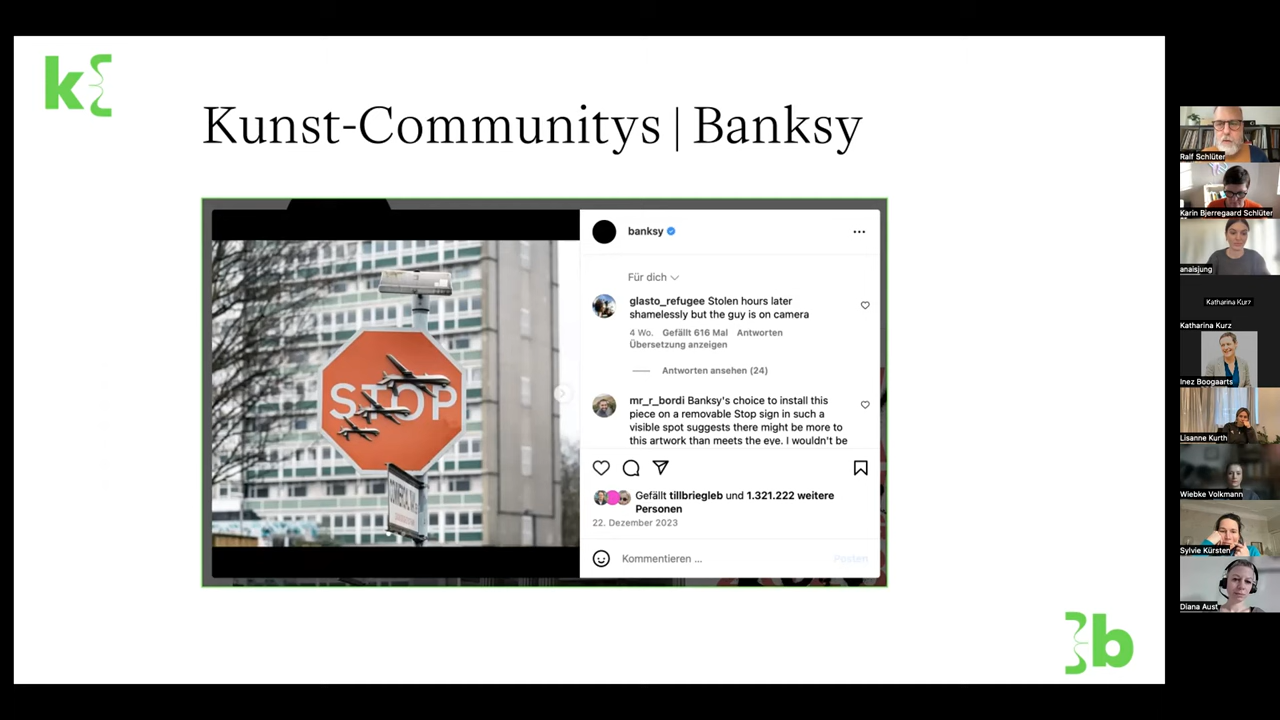 k
Kunst-Communitys | Banksy
STOP
banksy
Für dich
glasto_refugee Stolen hours later
shamelessly but the guy is on camera
4 Wo. Gefällt 616 Mal Antworten
Übersetzung anzeigen
Antworten ansehen (24)
mr_r_bordi Banksy's choice to install this
piece on a removable Stop sign in such a
visible spot suggests there might be more to
this artwork than meets the eye. I wouldn't be
Gefällt tillbriegleb und 1.321.222 weitere
Personen
22. Dezember 2023
Kommentieren ...
Posten
b
Ralf Schlüter
Karin Bjerregaard Schlüter
anaisjung
Katharina Kurz
Katharina Kurz
Inez Boogaarts
Lisanne Kurth
Wiebke Volkmann
Sylvie Kürsten
Diana Aust